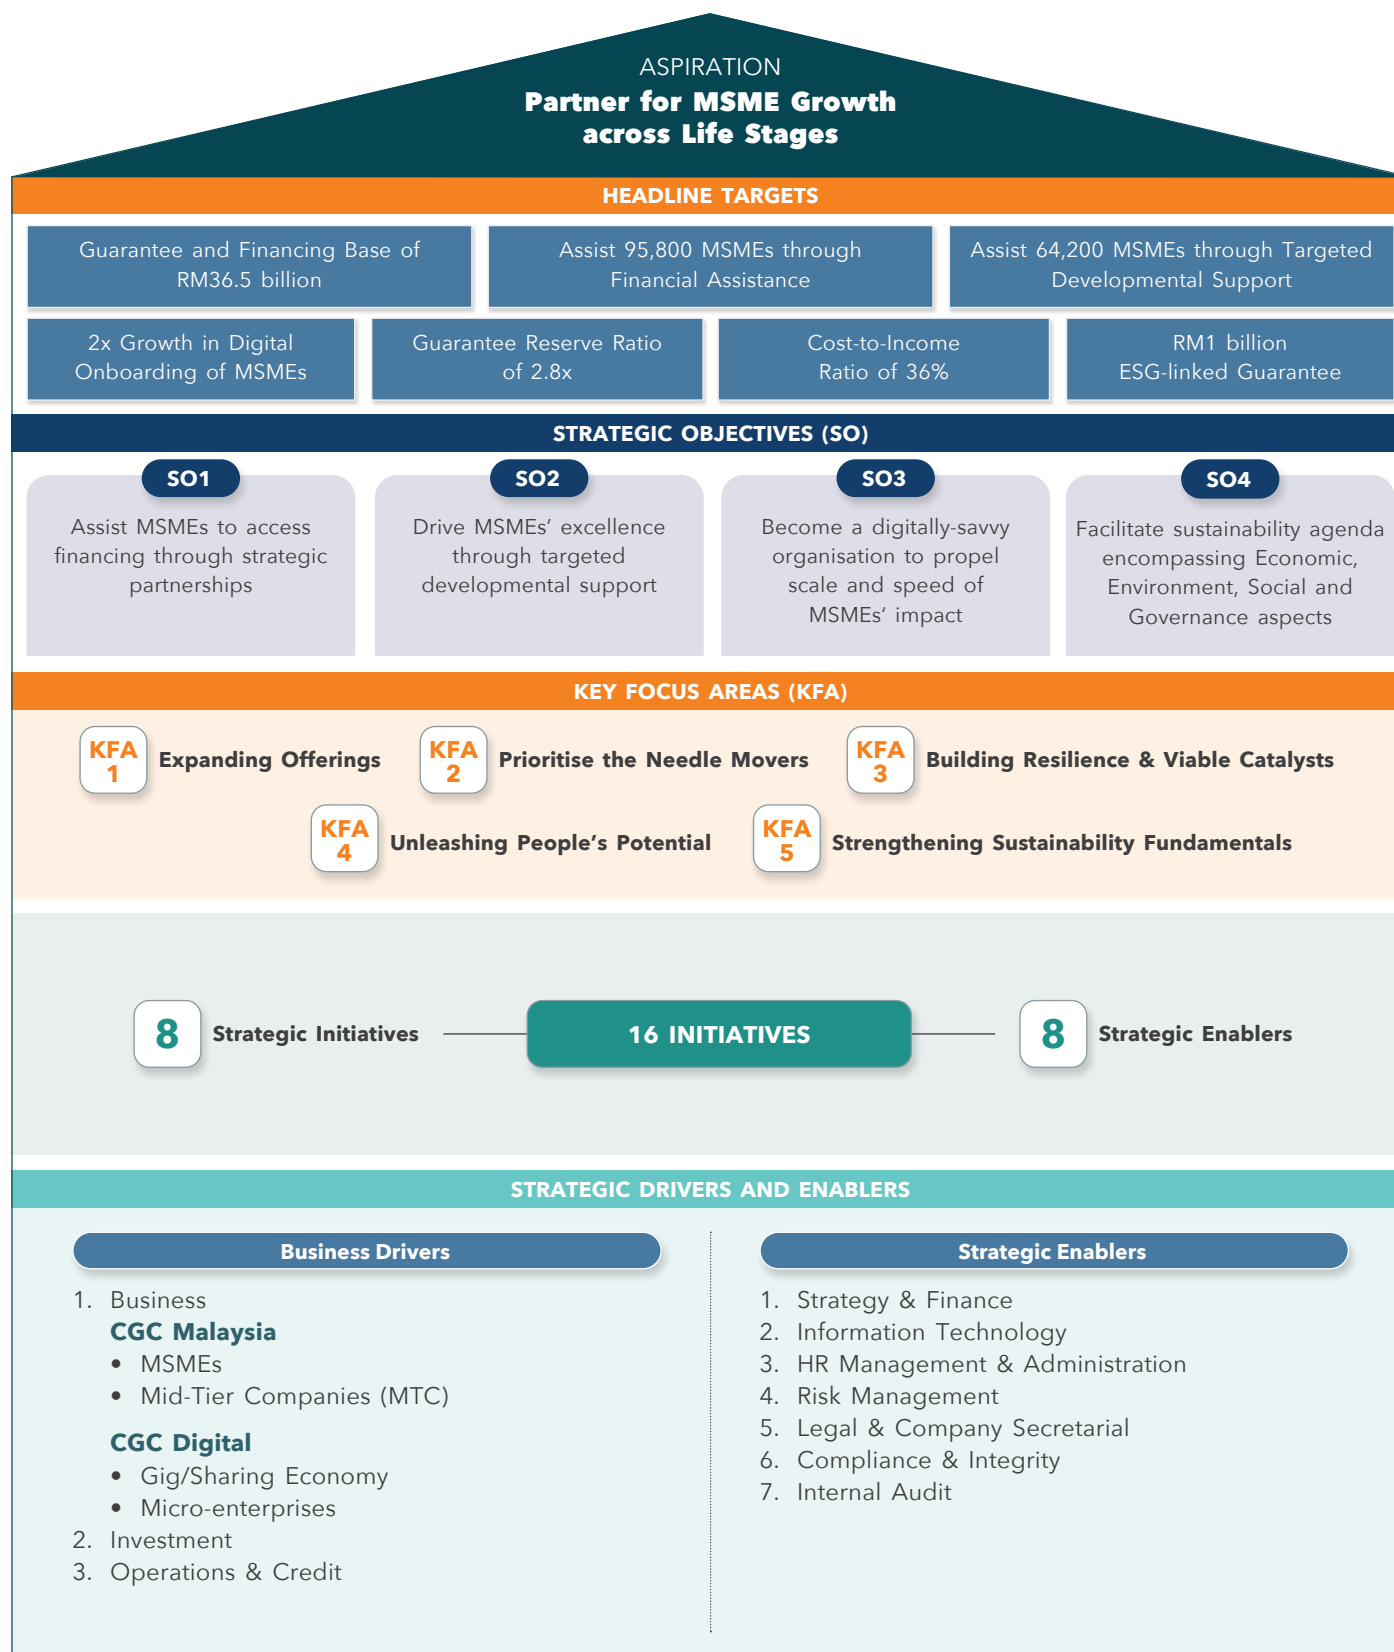 ASPIRATION
Partner for MSME Growth
across Life Stages
HEADLINE TARGETS
Guarantee and Financing Base of
RM36.5 billion
Assist 95,800 MSMEs through
Financial Assistance
Assist 64,200 MSMEs through Targeted
Developmental Support
2x Growth in Digital
Onboarding of MSMEs
Guarantee Reserve Ratio
of 2.8x
Cost-to-Income
Ratio of 36%
RM1 billion
ESG-linked Guarantee
STRATEGIC OBJECTIVES (SO)
SO1
Assist MSMEs to access
financing through strategic
partnerships
SO2
Drive MSMEs’ excellence
through targeted
developmental support
SO3
Become a digitally-savvy
organisation to propel
scale and speed of
MSMEs‘ impact
SO4
Facilitate sustainability agenda
encompassing Economic,
Environment, Social and
Governance aspects
KEY FOCUS AREAS (KFA)
KFA
1
Expanding Offerings
KFA
2
Prioritise the Needle Movers
KFA
3
Building Resilience & Viable Catalysts
KFA
4
Unleashing People’s Potential
KFA
5
Strengthening Sustainability Fundamentals
8
Strategic Initiatives
16 INITIATIVES
8
Strategic Enablers
STRATEGIC DRIVERS AND ENABLERS
Business Drivers
1. Business
CGC Malaysia
• MSMEs
• Mid-Tier Companies (MTC)
CGC Digital
• Gig/Sharing Economy
• Micro-enterprises
2. Investment
3. Operations & Credit
Strategic Enablers
1. Strategy & Finance
2. Information Technology
3. HR Management & Administration
4. Risk Management
5. Legal & Company Secretarial
6. Compliance & Integrity
7. Internal Audit